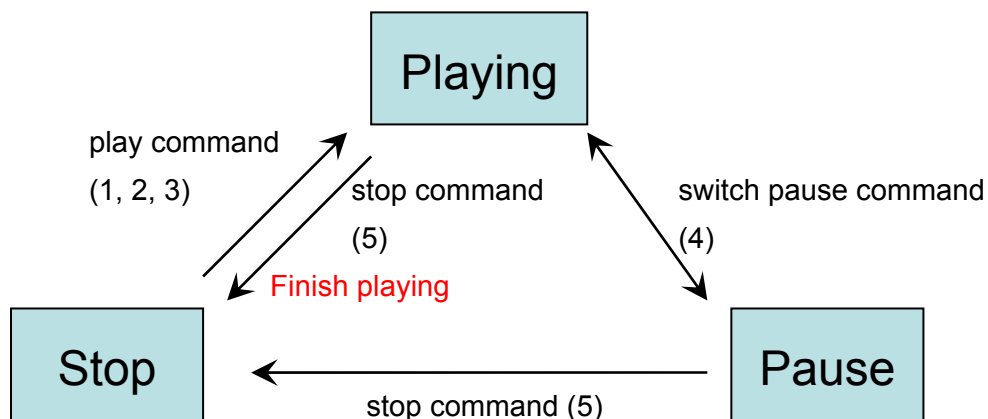 Playing
play command
(1, 2, 3)
stop command
(5)
Finish playing
switch pause command
(4)
Stop
Pause
stop command (5)